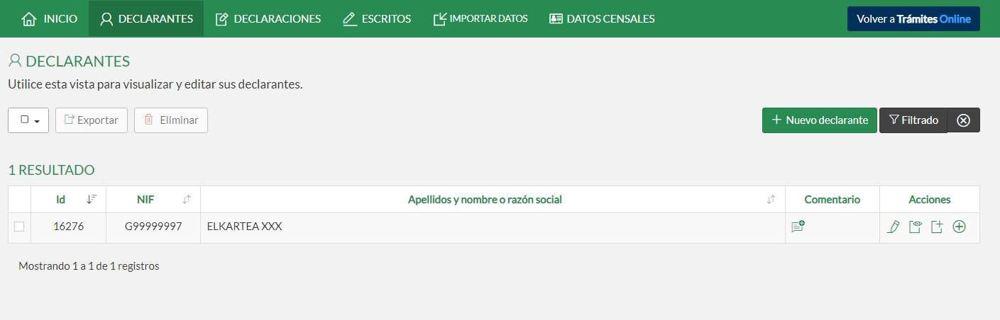 INICIO DECLARANTES DECLARACIONES ESCRITOS IMPORTAR DATOS DATOS CENSALES Volver a Trámites Online
DECLARANTES
Utilice esta vista para visualizar y editar sus declarantes.
Exportar Eliminar + Nuevo declarante Filtrado
1 RESULTADO
Id NIF Apellidos y nombre o razón social Comentario Acciones
16276 G99999997 ELKARTEA XXX
Mostrando 1 a 1 de 1 registros